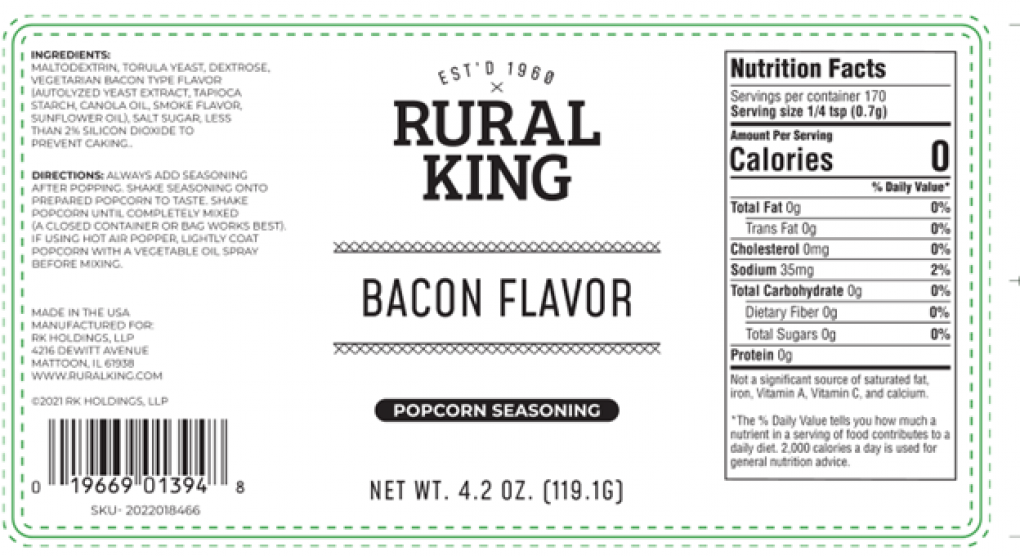 INGREDIENTS:
MALTODEXTRIN, TORULA YEAST, DEXTROSE,
VEGETARIAN BACON TYPE FLAVOR
(AUTOLYZED YEAST EXTRACT, TAPIOCA
STARCH, CANOLA OIL, SMOKE FLAVOR,
SUNFLOWER OIL), SALT SUGAR, LESS
THAN 2% SILICON DIOXIDE TO
PREVENT CAKING..
DIRECTIONS: ALWAYS ADD SEASONING
AFTER POPPING. SHAKE SEASONING ONTO
PREPARED POPCORN TO TASTE. SHAKE
POPCORN UNTIL COMPLETELY MIXED
(A CLOSED CONTAINER OR BAG WORKS BEST).
IF USING HOT AIR POPPER, LIGHTLY COAT
POPCORN WITH A VEGETABLE OIL SPRAY
BEFORE MIXING.
MADE IN THE USA
MANUFACTURED FOR:
RK HOLDINGS, LLP
4216 DEWITT AVENUE
MATTOON, IL 61938
WWW.RURALKING.COM
©2021 RK HOLDINGS, LLP
0 19669 01394 8
SKU- 2022018466
EST'D 1960
RURAL
KING
BACON FLAVOR
POPCORN SEASONING
NET WT. 4.2 OZ. (119.1G)
Nutrition Facts
Servings per container 170
Serving size 1/4 tsp (0.7g)
Amount Per Serving
Calories 0
% Daily Value*
Total Fat 0g 0%
Trans Fat 0g 0%
Cholesterol 0mg 0%
Sodium 35mg 2%
Total Carbohydrate 0g 0%
Dietary Fiber 0g 0%
Total Sugars 0g 0%
Protein 0g
Not a significant source of saturated fat,
iron, Vitamin A, Vitamin C, and calcium.
*The % Daily Value tells you how much a
nutrient in a serving of food contributes to a
daily diet. 2,000 calories a day is used for
general nutrition advice.